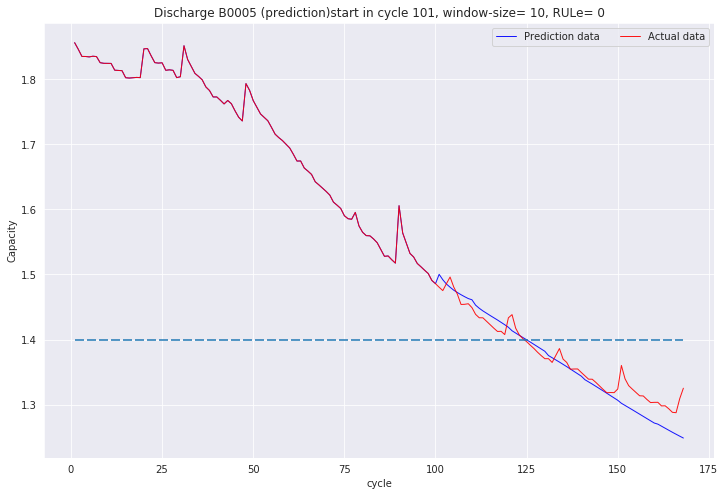 Discharge B0005 (prediction)start in cycle 101, window-size= 10, RULe= 0
Prediction data
Actual data
Capacity
1.8
1.7
1.6
1.5
1.4
1.3
0
25
50
75
100
125
150
175
cycle